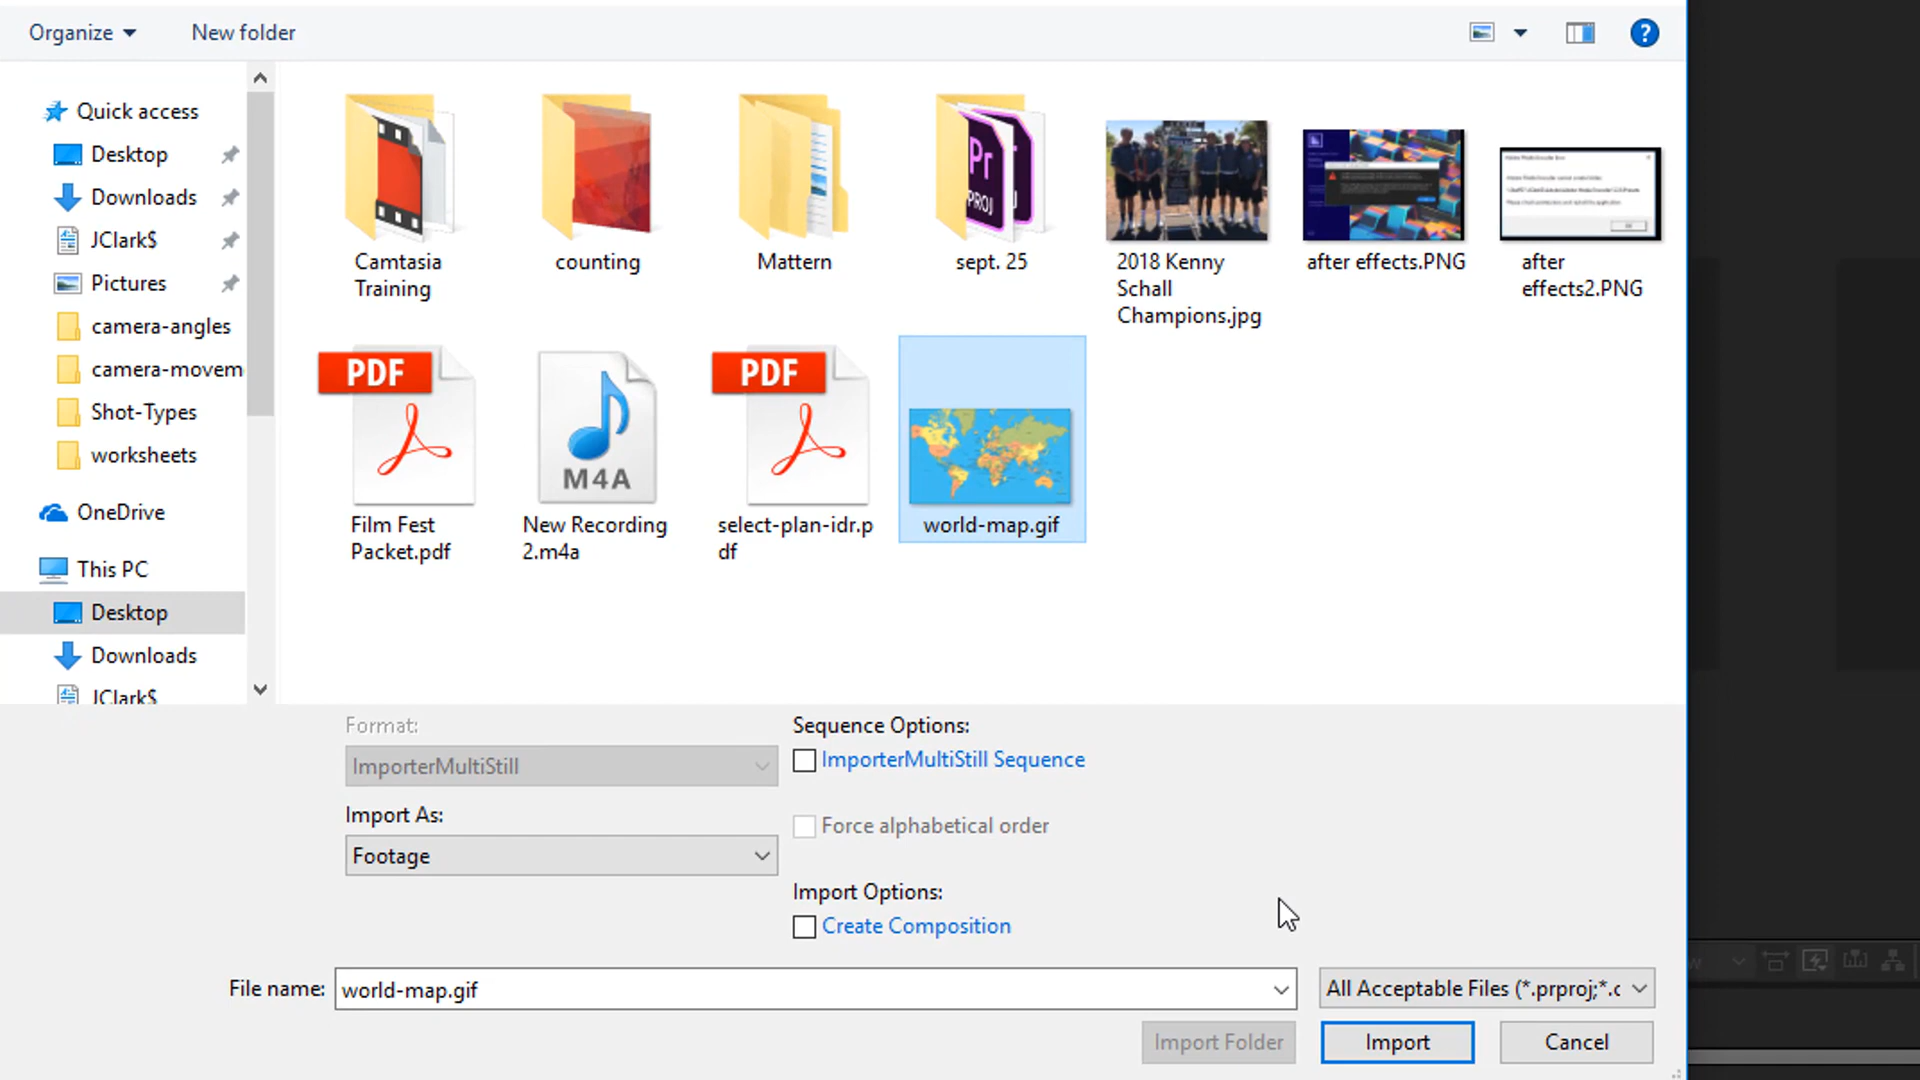 Organize
New folder
?
Quick access
Desktop
Downloads
JClark$
Pictures
camera-angles
camera-movem
Shot-Types
worksheets
OneDrive
This PC
Desktop
Downloads
JClark$
Camtasia
Training
counting
Mattern
Pr
PROJ
sept. 25
2018 Kenny
Schall
Champions.jpg
after effects.PNG
after
effects2.PNG
PDF
Film Fest
Packet.pdf
M4A
New Recording
2.m4a
PDF
select-plan-idr.p
df
world-map.gif
Format:
ImporterMultiStill
Import As:
Footage
Sequence Options:
ImporterMultiStill Sequence
Force alphabetical order
Import Options:
Create Composition
File name:
world-map.gif
All Acceptable Files (*.prproj;*.c
Import Folder
Import
Cancel